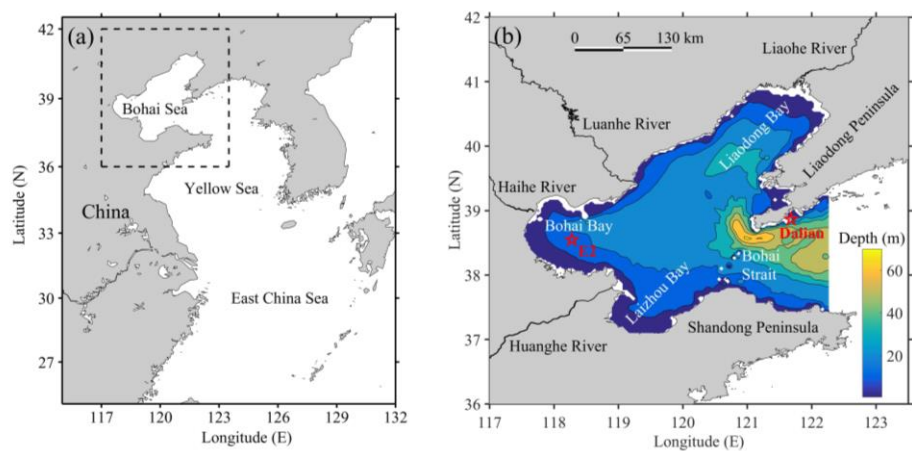 (a)
Bohai Sea
Yellow Sea
China
East China Sea
42
39
36
33
30
27
Latitude (N)
117 120 123 126 129 132
Longitude (E)
(b)
0 65 130 km
Liaohe River
Luanhe River
Liaodong Bay
Liaodong Peninsula
Haihe River
Bohai Bay
E2
Dalian
Bohai
Strait
Laizhou Bay
Shandong Peninsula
Huanghe River
Depth (m)
60
40
20
0
42
41
40
39
38
37
36
Latitude (N)
117 118 119 120 121 122 123
Longitude (E)